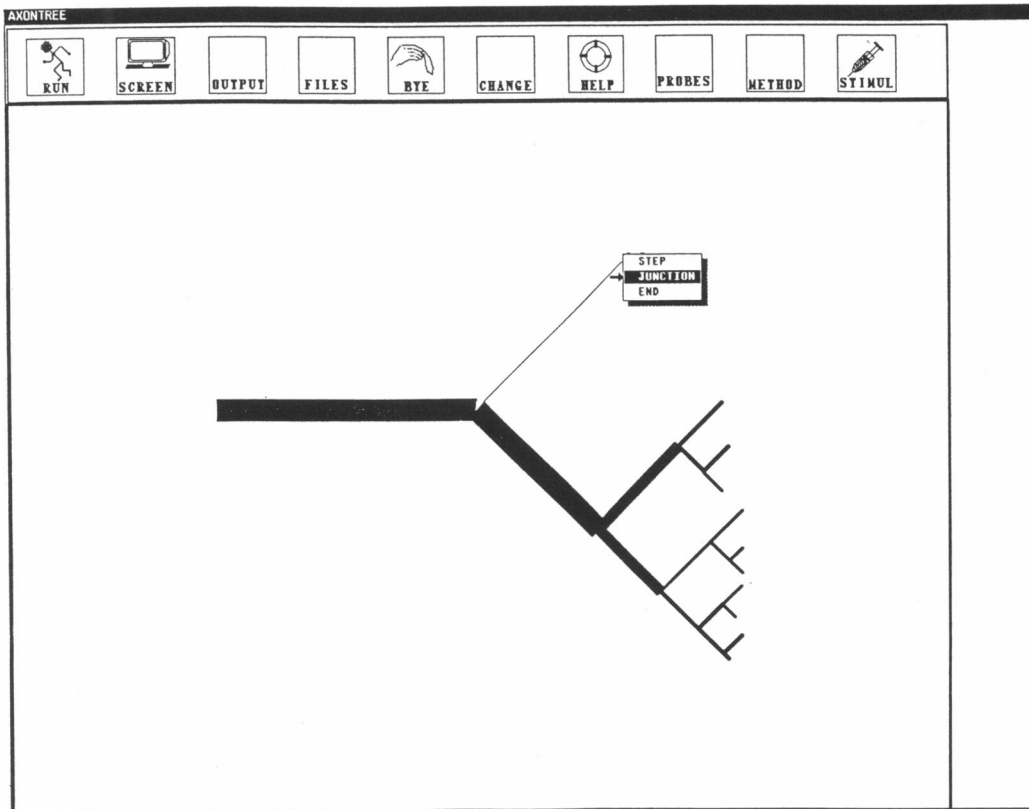 AXONTREE
RUN SCREEN OUTPUT FILES BYE CHANGE HELP PROBES METHOD STIMUL
STEP
JUNCTION
END